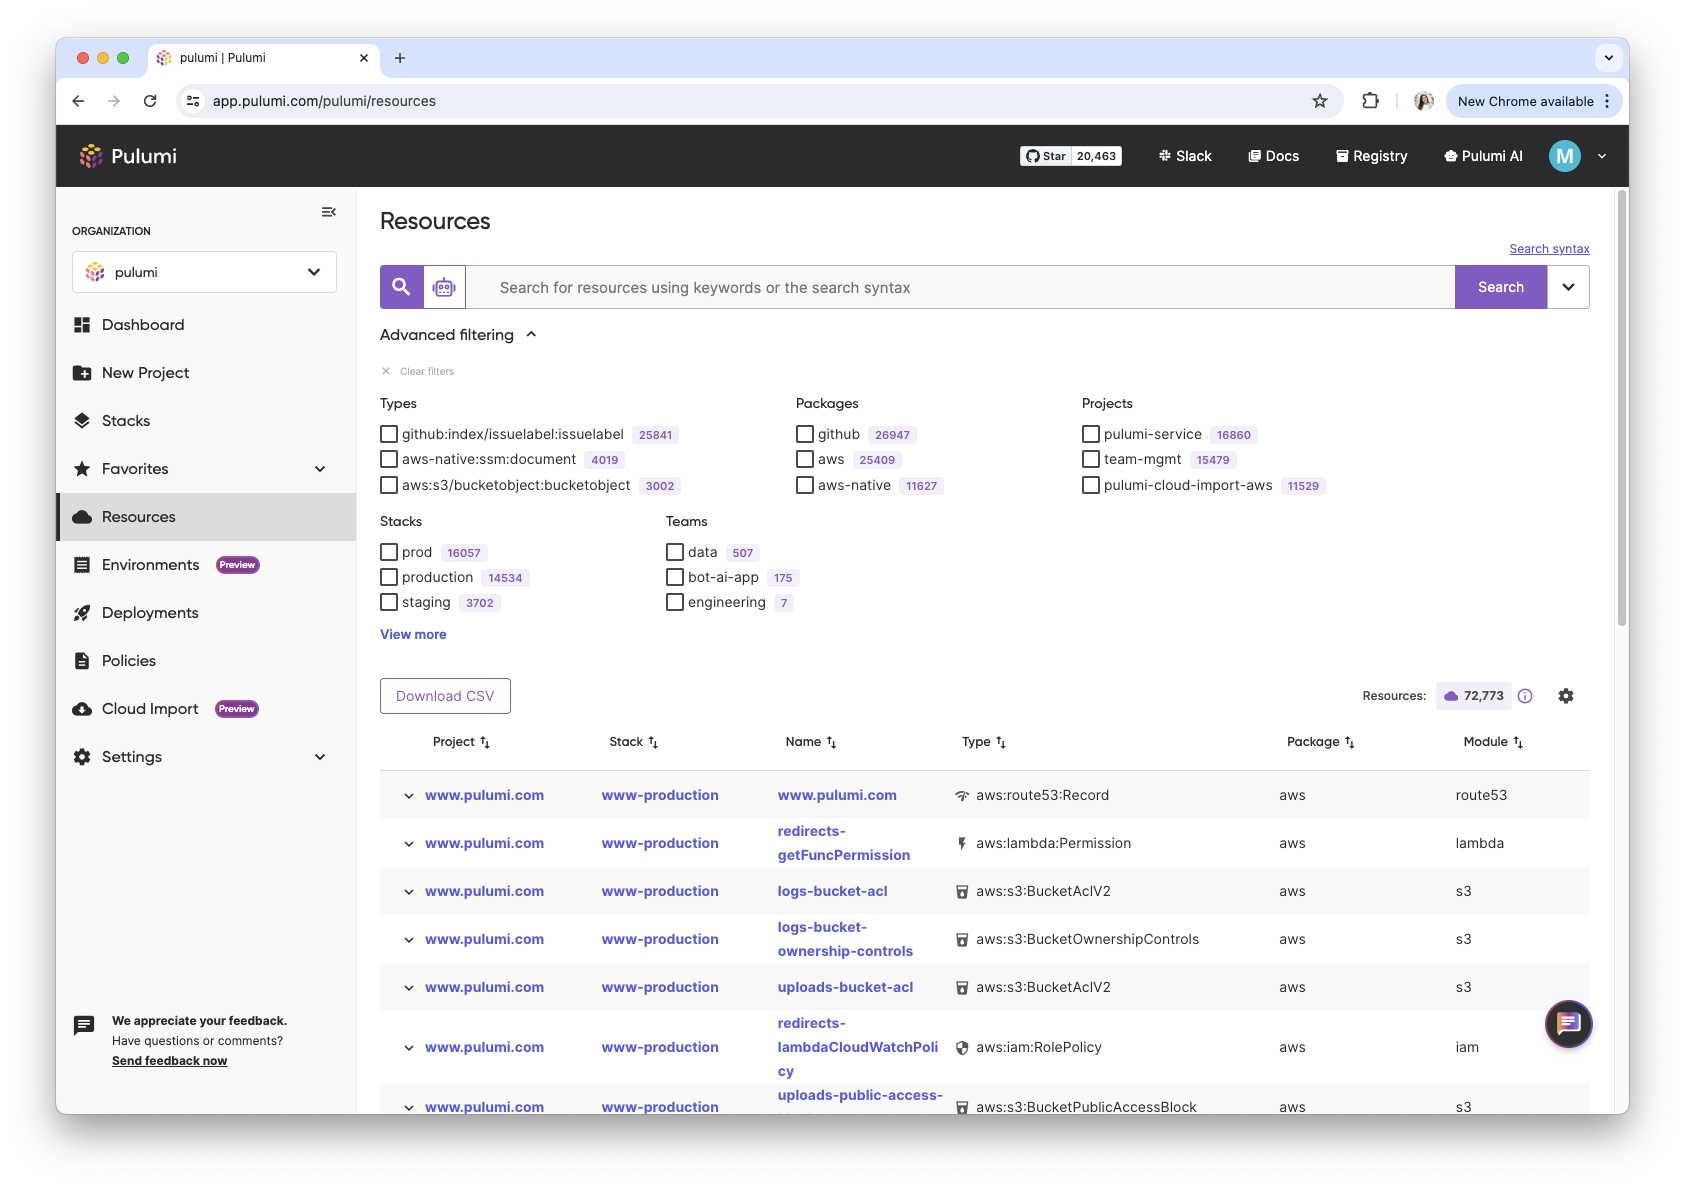 pulumi | Pulumi
app.pulumi.com/pulumi/resources
New Chrome available
Pulumi
Star 20,463
Slack
Docs
Registry
Pulumi AI
M
ORGANIZATION
pulumi
Dashboard
New Project
Stacks
Favorites
Resources
Environments Preview
Deployments
Policies
Cloud Import Preview
Settings
We appreciate your feedback.
Have questions or comments?
Send feedback now
Resources
Search syntax
Search for resources using keywords or the search syntax
Search
Advanced filtering
Clear filters
Types
github:index/issuelabel:issuelabel 25841
aws-native:ssm:document 4019
aws:s3/bucketobject:bucketobject 3002
Packages
github 26947
aws 25409
aws-native 11627
Projects
pulumi-service 16860
team-mgmt 15479
pulumi-cloud-import-aws 11529
Stacks
prod 16057
production 14534
staging 3702
Teams
data 507
bot-ai-app 175
engineering 7
View more
Download CSV
Resources: 72,773
Project Stack Name Type Package Module
www.pulumi.com www-production www.pulumi.com aws:route53:Record aws route53
redirects-
www.pulumi.com www-production getFuncPermission aws:lambda:Permission aws lambda
www.pulumi.com www-production logs-bucket-acl aws:s3:BucketAclV2 aws s3
logs-bucket-
www.pulumi.com www-production ownership-controls aws:s3:BucketOwnershipControls aws s3
www.pulumi.com www-production uploads-bucket-acl aws:s3:BucketAclV2 aws s3
redirects-
www.pulumi.com www-production lambdaCloudWatchPoli aws:iam:RolePolicy aws iam
cy
uploads-public-access-
www.pulumi.com www-production aws:s3:BucketPublicAccessBlock aws s3